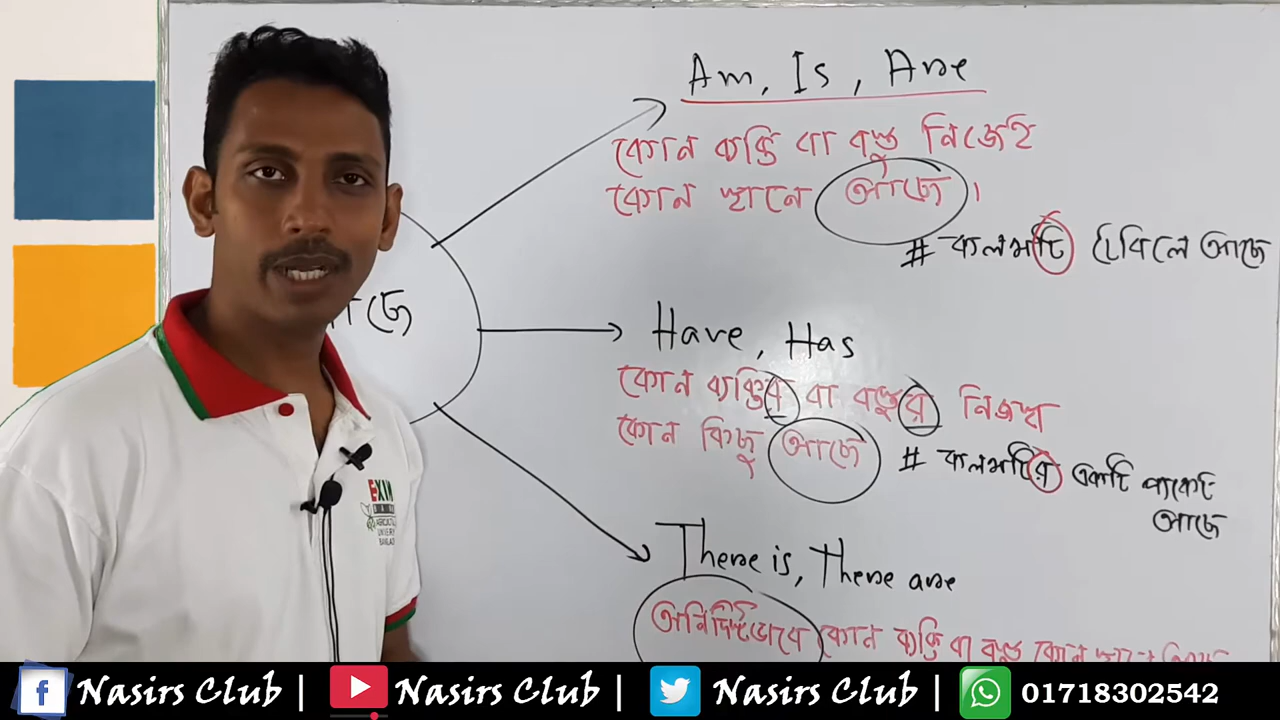 Am, Is, Are
কোন ব্যক্তি বা বস্তু নিজেই
কোন স্থানে আছে।
# কলমটি টেবিলে আছে
Have, Has
কোন ব্যক্তির বা বস্তুর নিজস্ব
কোন কিছু আছে
# কলমটির একটি প্যাকেট
আছে
There is, There are
অনির্দিষ্টভাবে কোন ব্যক্তি বা বস্তু কোন
EXIM
Nasirs Club | Nasirs Club | Nasirs Club | 01718302542